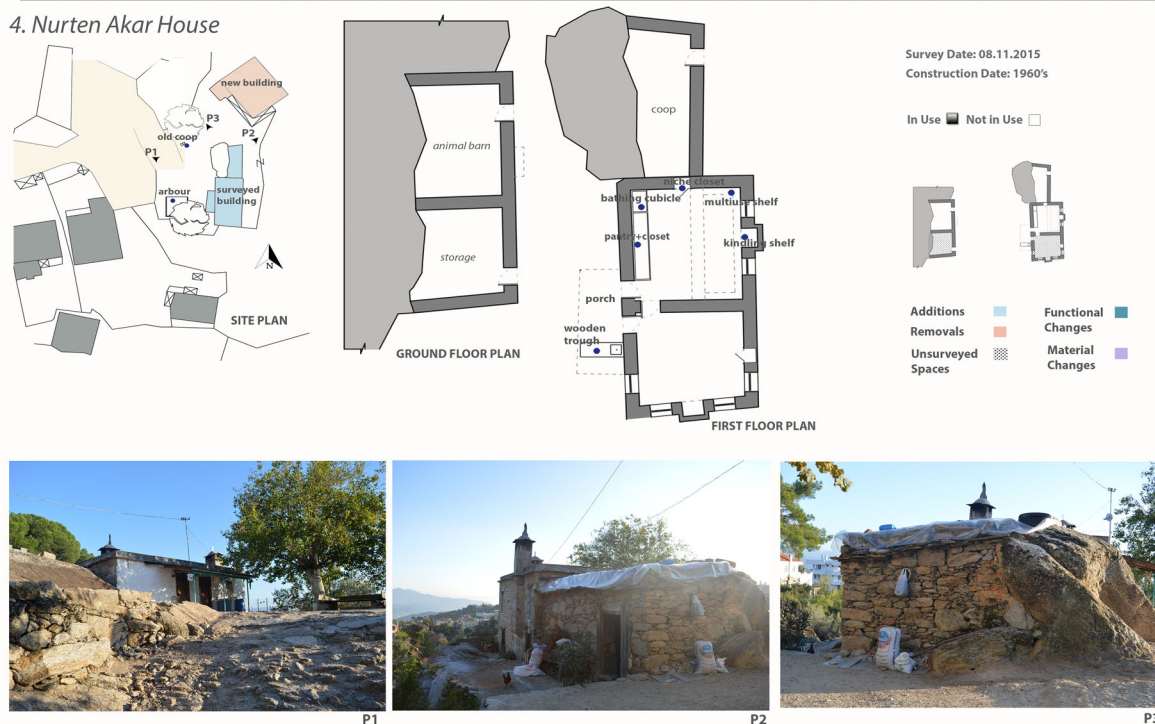 4. Nurten Akar House
new building
P3
P2
old coop
P1
arbour
surveyed
building
N
SITE PLAN
animal barn
storage
GROUND FLOOR PLAN
coop
niche closet
bathing cubicle
multiuse shelf
pantry+closet
kindling shelf
porch
wooden
trough
FIRST FLOOR PLAN
Survey Date: 08.11.2015
Construction Date: 1960's
In Use Not in Use
Additions
Removals
Unsurveyed
Spaces
Functional
Changes
Material
Changes
P1
P2
P3